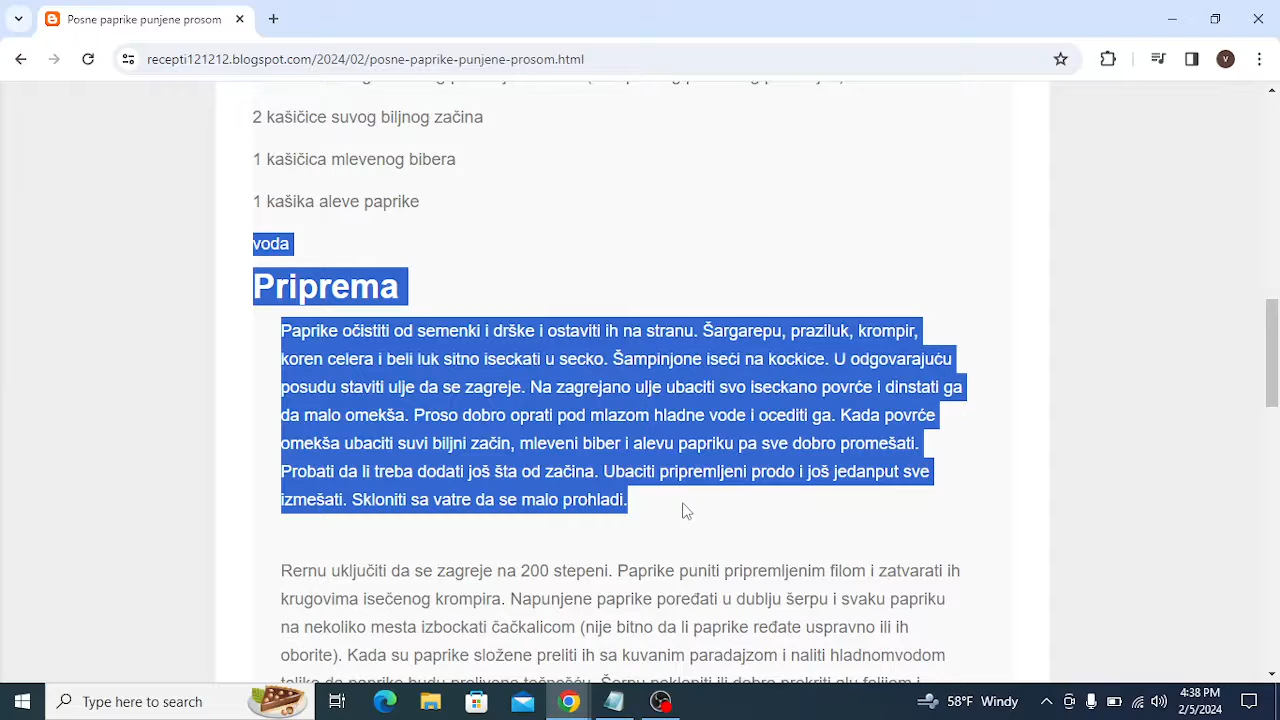 Posne paprike punjene prosom
recepti121212.blogspot.com/2024/02/posne-paprike-punjene-prosom.html
V
2 kašičice suvog biljnog začina
1 kašičica mlevenog bibera
1 kašika aleve paprike
voda
Priprema
Paprike očistiti od semenki i drške i ostaviti ih na stranu. Šargarepu, praziluk, krompir,
koren celera i beli luk sitno iseckati u secko. Šampinjone iseći na kockice. U odgovarajuću
posudu staviti ulje da se zagreje. Na zagrejano ulje ubaciti svo iseckano povrće i dinstati ga
da malo omekša. Proso dobro oprati pod mlazom hladne vode i ocediti ga. Kada povrće
omekša ubaciti suvi biljni začin, mleveni biber i alevu papriku pa sve dobro promešati.
Probati da li treba dodati još šta od začina. Ubaciti pripremljeni prodo i još jedanput sve
izmešati. Skloniti sa vatre da se malo prohladi.
Rernu uključiti da se zagreje na 200 stepeni. Paprike puniti pripremljenim filom i zatvarati ih
krugovima isečenog krompira. Napunjene paprike poređati u dublju šerpu i svaku papriku
na nekoliko mesta izbockati čačkalicom (nije bitno da li paprike ređate uspravno ili ih
oborite). Kada su paprike složene preliti ih sa kuvanim paradajzom i naliti hladnomvodom
Type here to search
58°F Windy
4:38 PM
2/5/2024